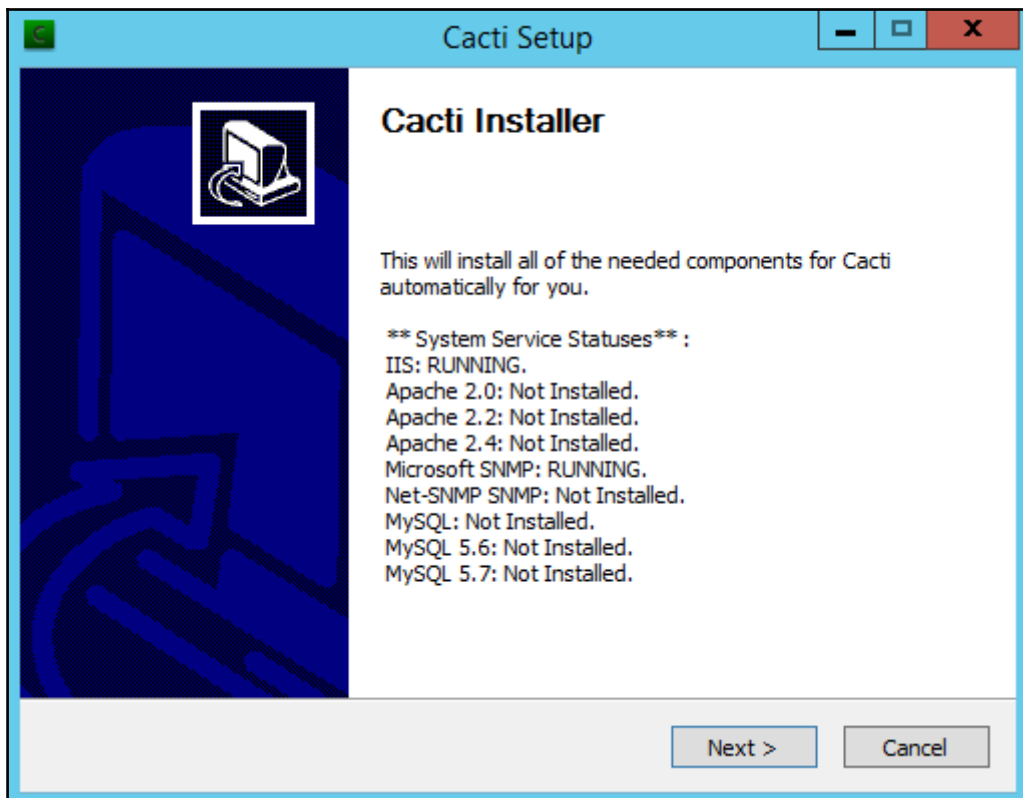 Cacti Setup
Cacti Installer
This will install all of the needed components for Cacti
automatically for you.
** System Service Statuses** :
IIS: RUNNING.
Apache 2.0: Not Installed.
Apache 2.2: Not Installed.
Apache 2.4: Not Installed.
Microsoft SNMP: RUNNING.
Net-SNMP SNMP: Not Installed.
MySQL: Not Installed.
MySQL 5.6: Not Installed.
MySQL 5.7: Not Installed.
Next > Cancel